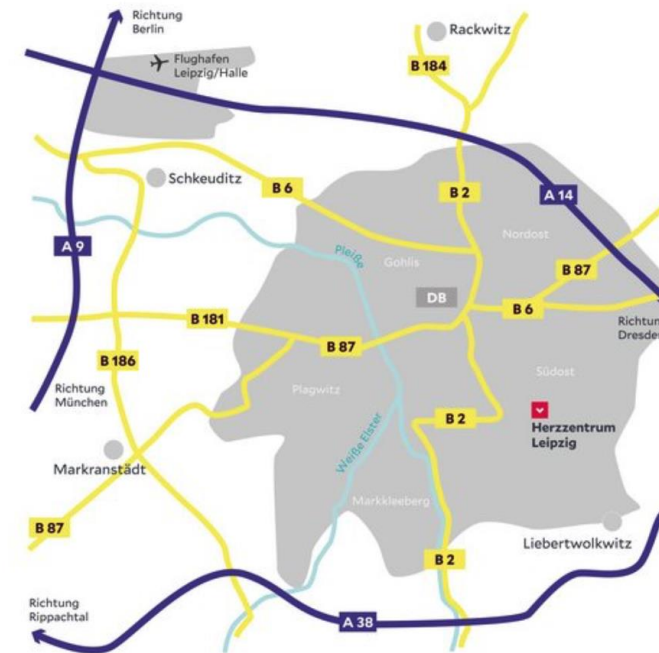 Richtung
Berlin
Flughafen
Leipzig/Halle
Rackwitz
B 184
Schkeuditz
B 6
B 2
A 14
Nordost
A 9
Pleiße
Gohlis
B 87
DB
B 6
B 181
B 87
Richtun
Dresde
B 186
Richtung
München
Plagwitz
Südost
B 2
Herzzentrum
Leipzig
Weiße Elster
Markranstädt
Markkleeberg
B 87
Liebertwolkwitz
B 2
Richtung
Rippachtal
A 38